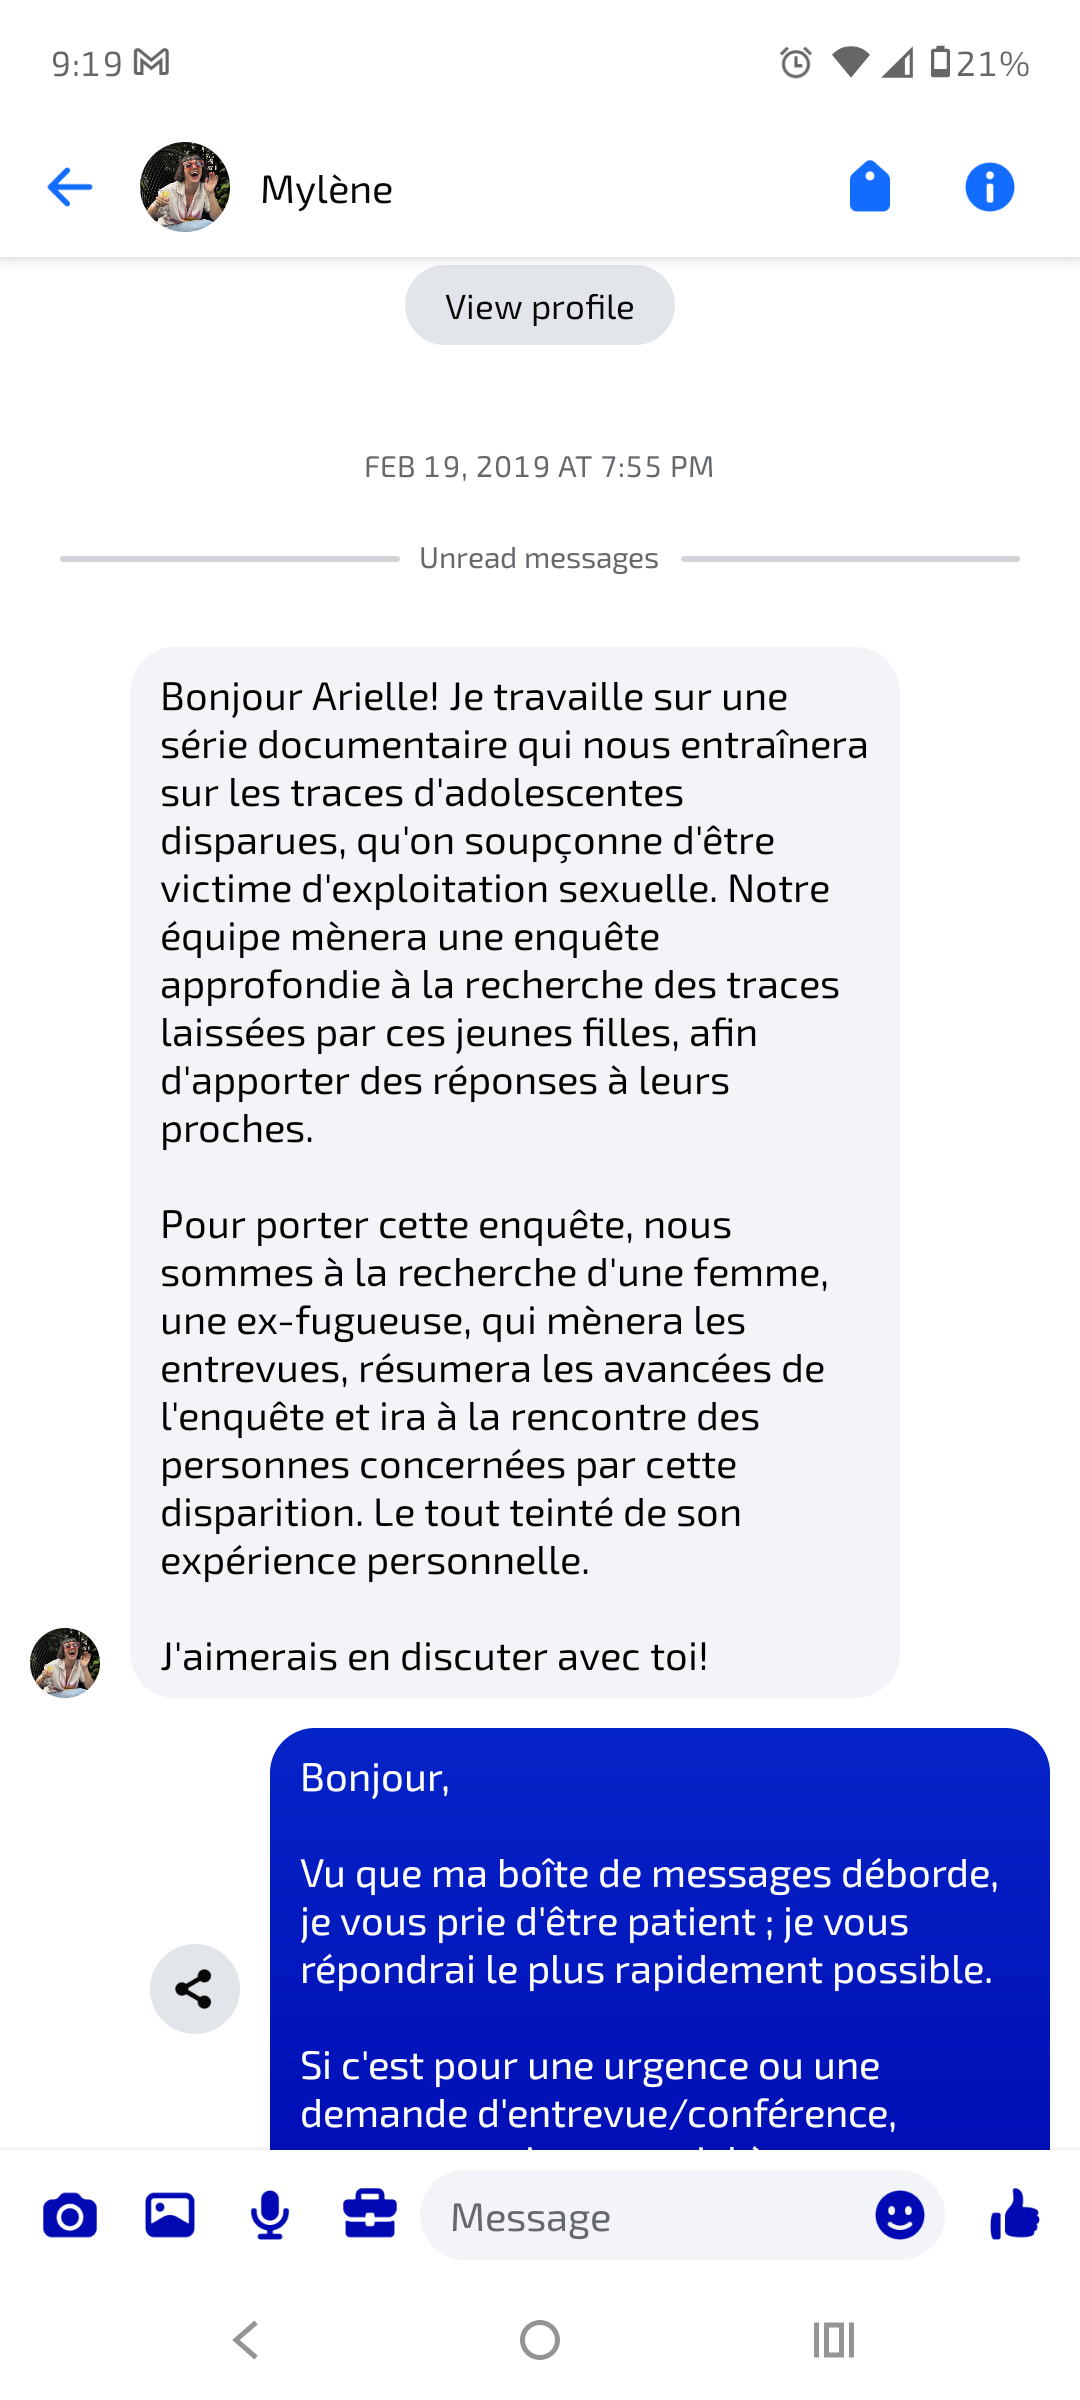 9:19
21%
Mylène
View profile
FEB 19, 2019 AT 7:55 PM
Unread messages
Bonjour Arielle! Je travaille sur une
série documentaire qui nous entraînera
sur les traces d'adolescentes
disparues, qu'on soupçonne d'être
victime d'exploitation sexuelle. Notre
équipe mènera une enquête
approfondie à la recherche des traces
laissées par ces jeunes filles, afin
d'apporter des réponses à leurs
proches.
Pour porter cette enquête, nous
sommes à la recherche d'une femme,
une ex-fugueuse, qui mènera les
entrevues, résumera les avancées de
l'enquête et ira à la rencontre des
personnes concernées par cette
disparition. Le tout teinté de son
expérience personnelle.
J'aimerais en discuter avec toi!
Bonjour,
Vu que ma boîte de messages déborde,
je vous prie d'être patient ; je vous
répondrai le plus rapidement possible.
Si c'est pour une urgence ou une
demande d'entrevue/conférence,
Message